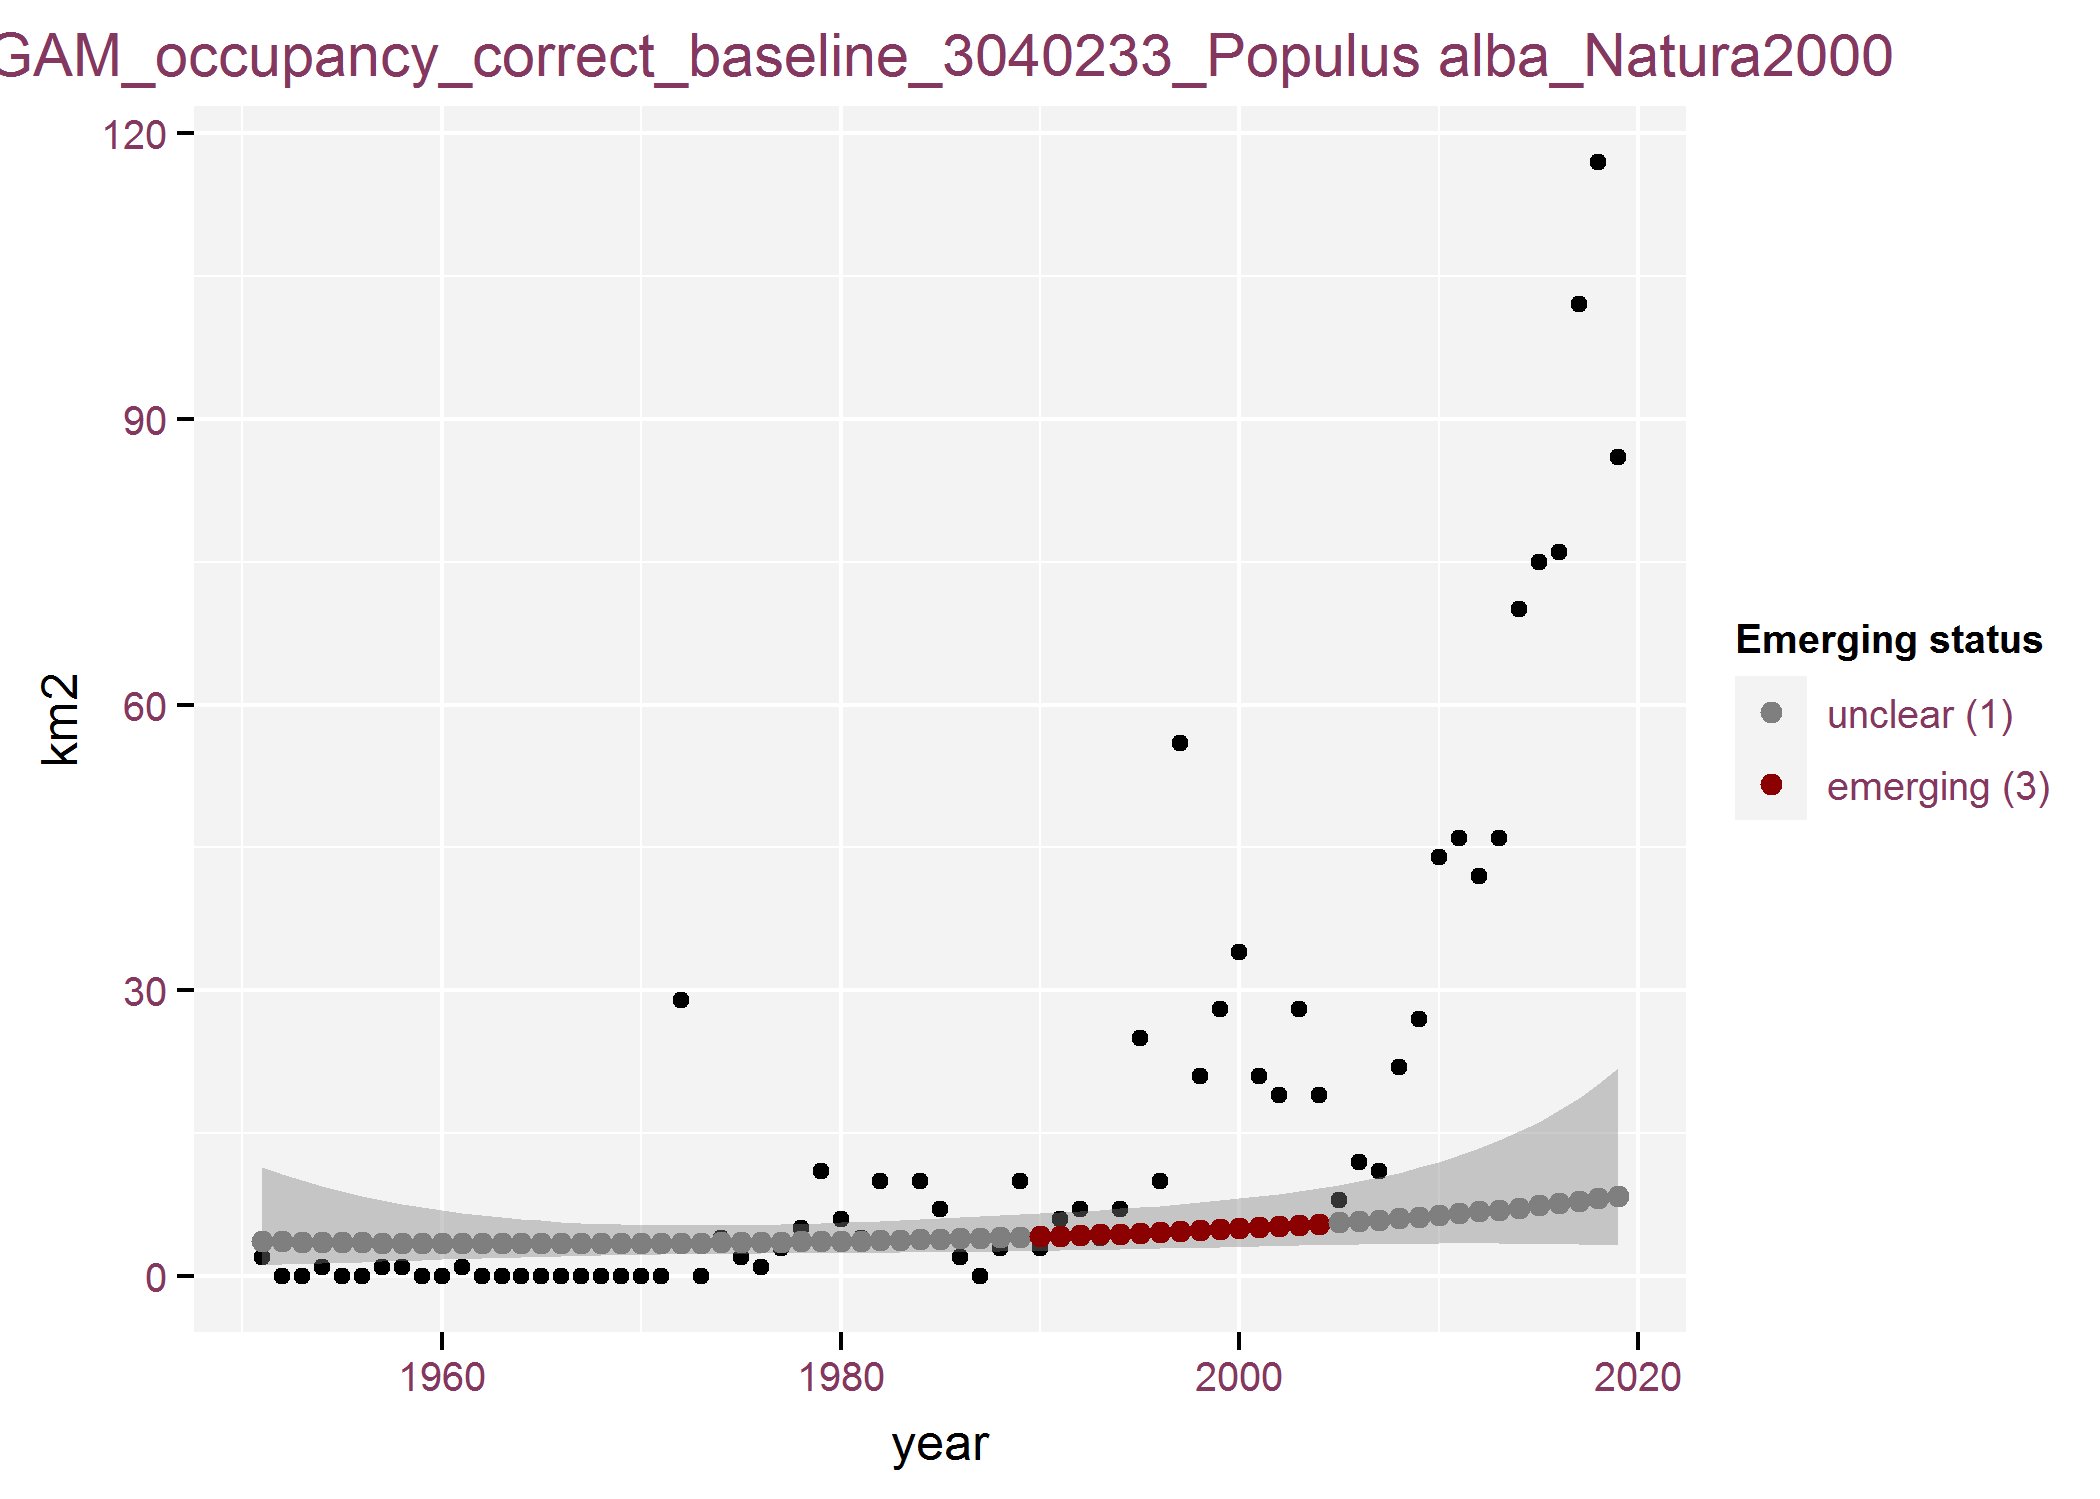 GAM_occupancy_correct_baseline_3040233_Populus alba_Natura2000
120
90
60
30
0
km2
1960 1980 2000 2020
year
Emerging status
unclear (1)
emerging (3)